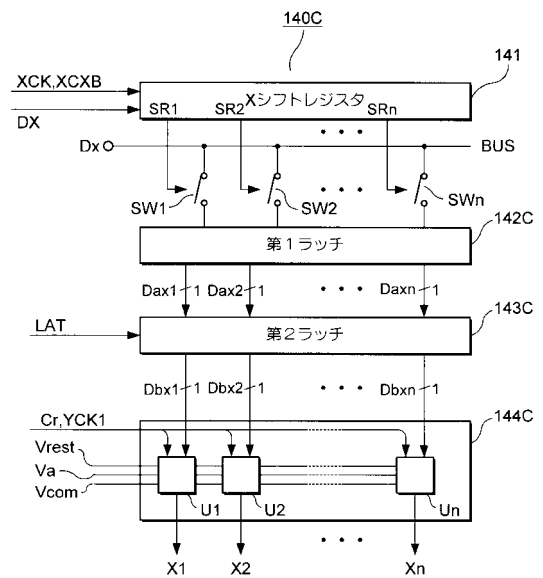 140C
141
XCK,XCXB
DX
Xシフトレジスタ
SR1 SR2 SRn
・・・
Dx BUS
SW1 SW2 ・・・ SWn
142C
第1ラッチ
Dax1 1 Dax2 1 ・・・ Daxn 1
143C
LAT
第2ラッチ
Dbx1 1 Dbx2 1 ・・・ Dbxn 1
144C
Cr,YCK1
Vrest
Va
Vcom
U1 U2 Un
・・・
X1 X2 Xn